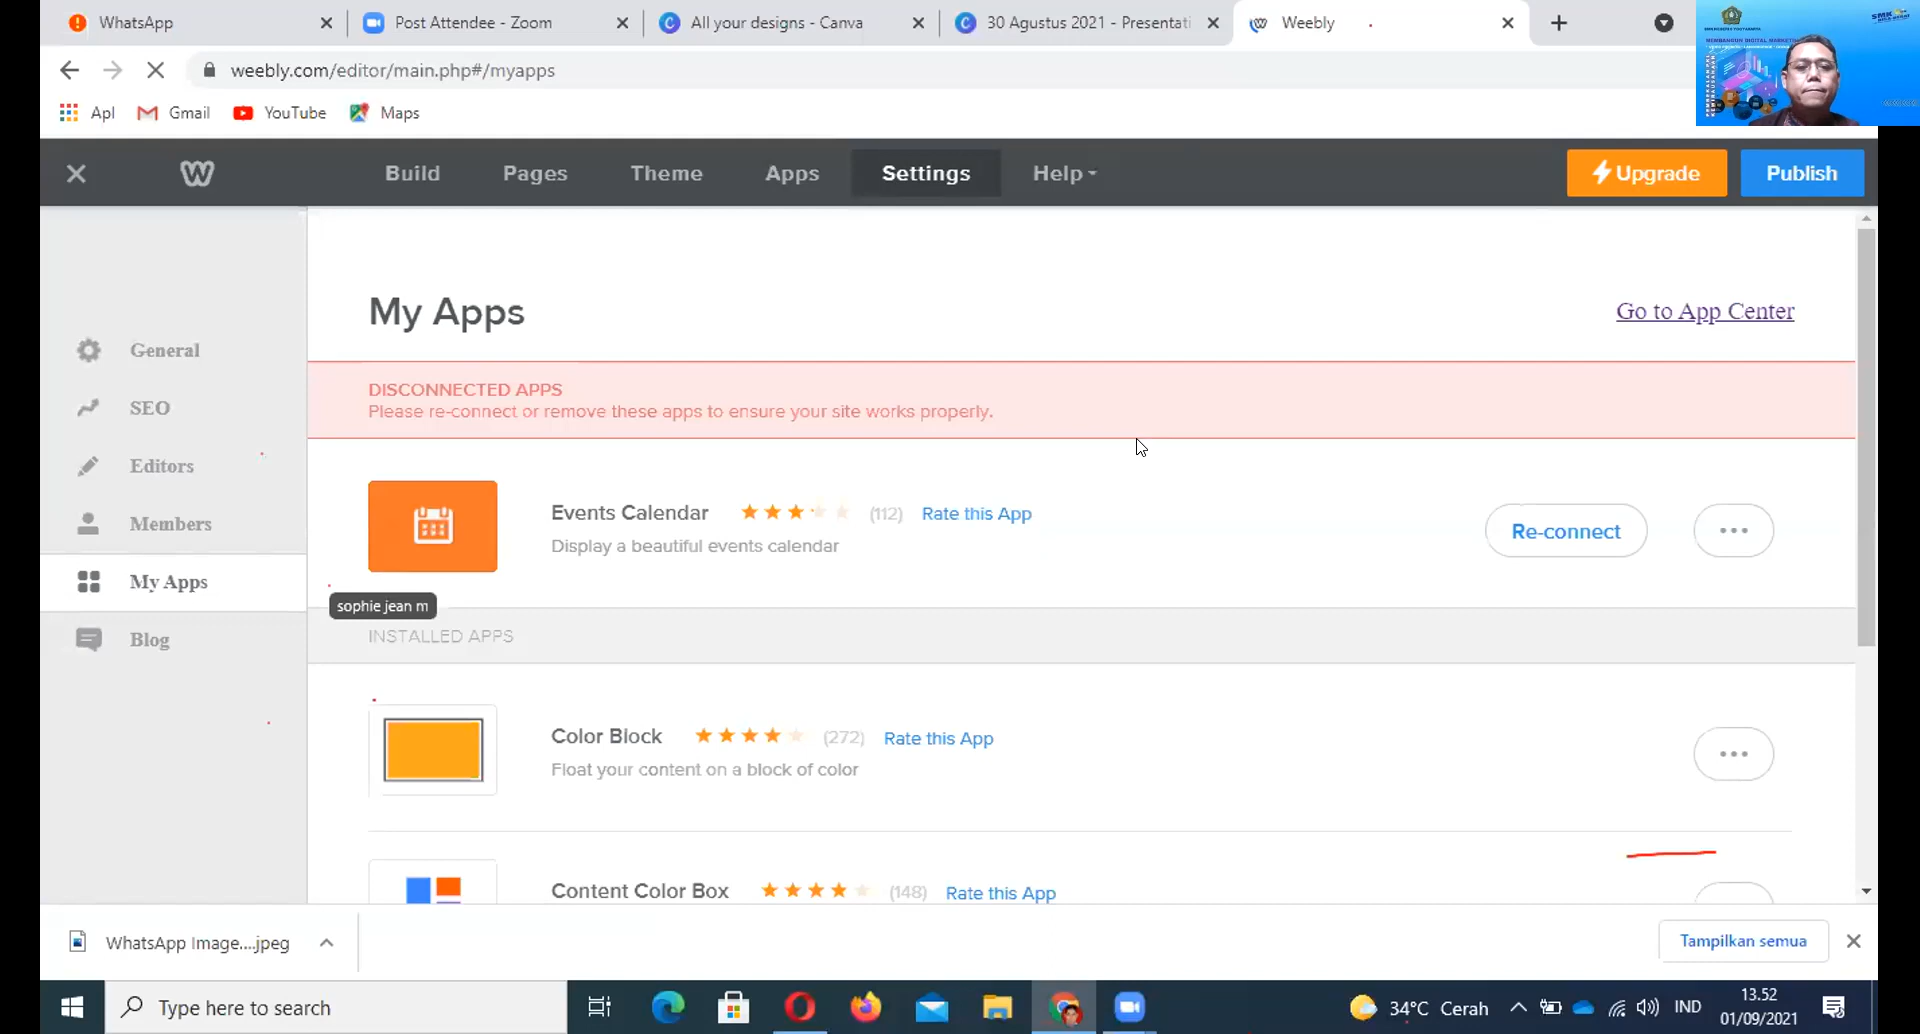 WhatsApp
Post Attendee - Zoom
All your designs - Canva
30 Agustus 2021 - Presentati
Weebly
weebly.com/editor/main.php#/myapps
Apl
Gmail
YouTube
Maps
Build
Pages
Theme
Apps
Settings
Help
Upgrade
Publish
General
SEO
Editors
Members
My Apps
Blog
My Apps
Go to App Center
DISCONNECTED APPS
Please re-connect or remove these apps to ensure your site works properly.
Events Calendar
(112)
Rate this App
Display a beautiful events calendar
Re-connect
sophie jean m
INSTALLED APPS
Color Block
(272)
Rate this App
Float your content on a block of color
Content Color Box
(148)
Rate this App
WhatsApp Image....jpeg
Tampilkan semua
Type here to search
34°C Cerah
IND
13.52
01/09/2021